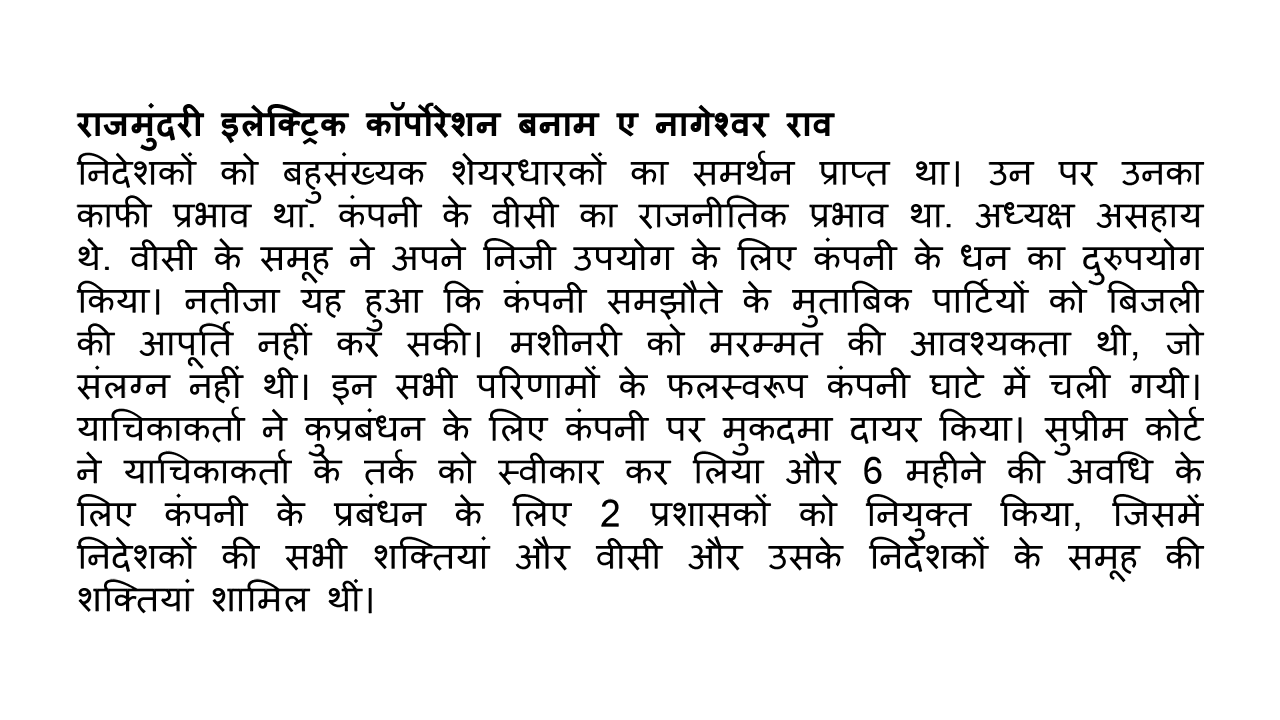 राजमुंदरी इलेक्ट्रिक कॉर्पोरेशन बनाम ए नागेश्वर राव
निदेशकों को बहुसंख्यक शेयरधारकों का समर्थन प्राप्त था। उन पर उनका
काफी प्रभाव था. कंपनी के वीसी का राजनीतिक प्रभाव था. अध्यक्ष असहाय
थे. वीसी के समूह ने अपने निजी उपयोग के लिए कंपनी के धन का दुरुपयोग
किया। नतीजा यह हुआ कि कंपनी समझौते के मुताबिक पार्टियों को बिजली
की आपूर्ति नहीं कर सकी। मशीनरी को मरम्मत की आवश्यकता थी, जो
संलग्न नहीं थी। इन सभी परिणामों के फलस्वरूप कंपनी घाटे में चली गयी।
याचिकाकर्ता ने कुप्रबंधन के लिए कंपनी पर मुकदमा दायर किया। सुप्रीम कोर्ट
ने याचिकाकर्ता के तर्क को स्वीकार कर लिया और 6 महीने की अवधि के
लिए कंपनी के प्रबंधन के लिए 2 प्रशासकों को नियुक्त किया, जिसमें
निदेशकों की सभी शक्तियां और वीसी और उसके निदेशकों के समूह की
शक्तियां शामिल थीं।